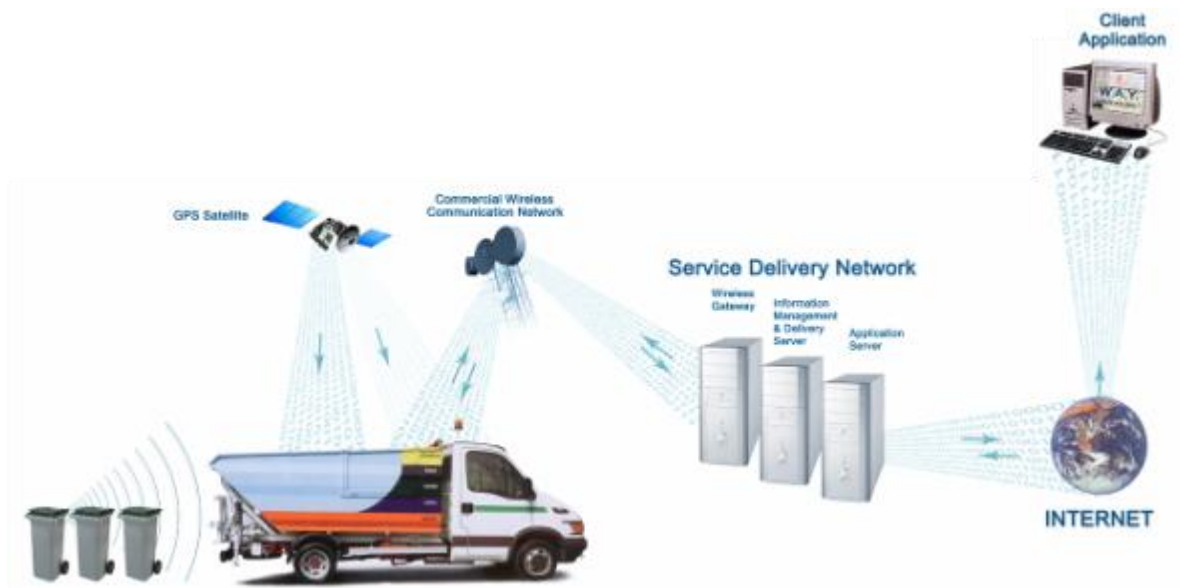 Client
Application
GPS Satellite
Commercial Wireless
Communication Network
Service Delivery Network
Wireless
Gateway
Information
Management
& Delivery
Server
Application
Server
W.A.Y.
INTERNET